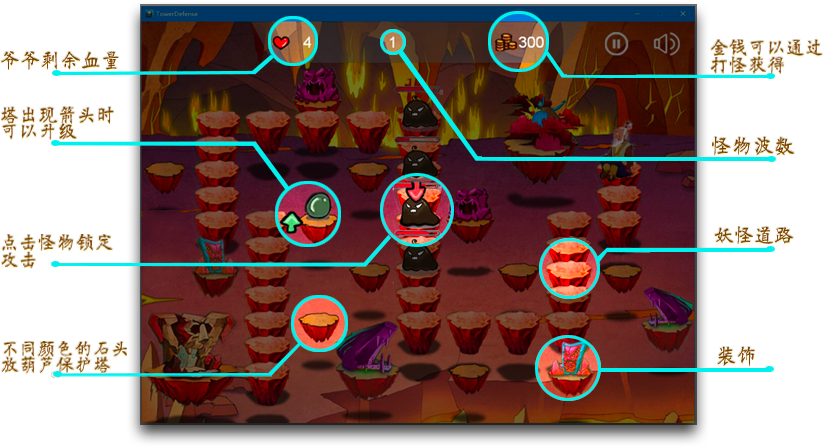 TowerDefense
4
1
300
爷爷剩余血量
金钱可以通过
打怪获得
塔出现箭头时
可以升级
怪物波数
点击怪物锁定
攻击
妖怪道路
不同颜色的石头
放葫芦保护塔
装饰